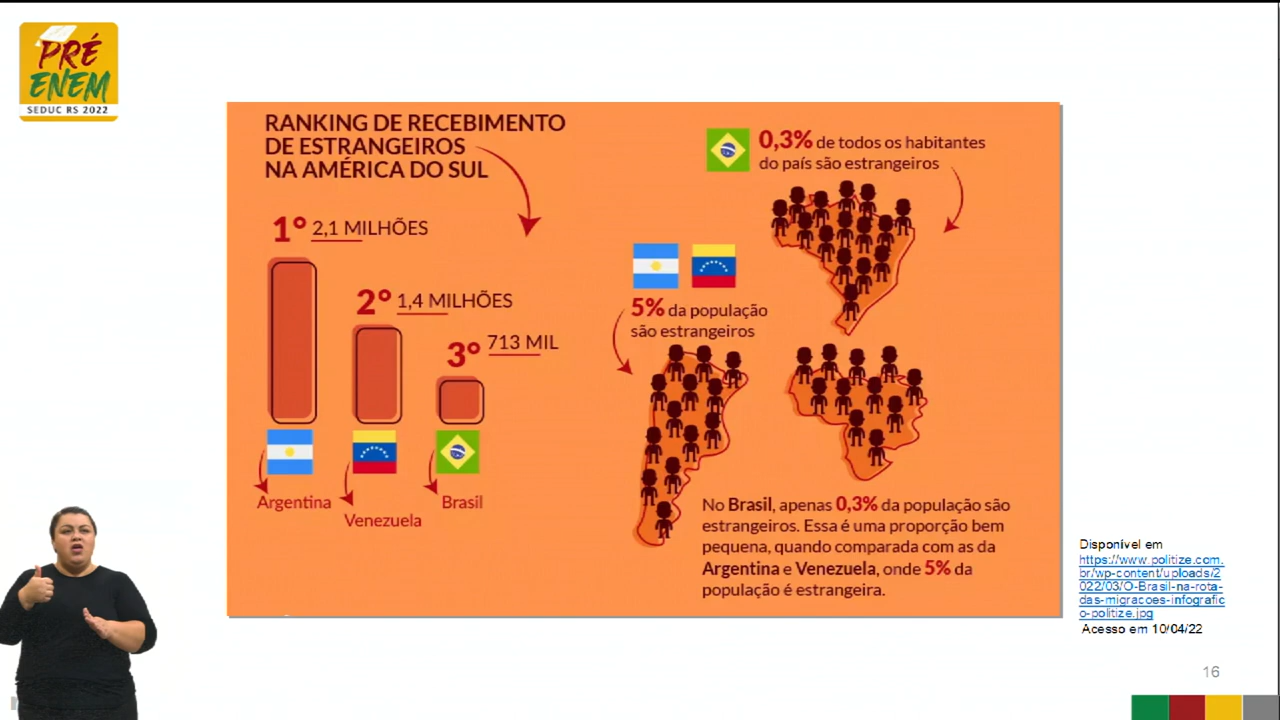 PRÉ
ENEM
SEDUC RS 2022
RANKING DE RECEBIMENTO
DE ESTRANGEIROS
NA AMÉRICA DO SUL
1° 2,1 MILHÕES
2° 1,4 MILHÕES
3° 713 MIL
Argentina
Venezuela
Brasil
0,3% de todos os habitantes
do país são estrangeiros
5% da população
são estrangeiros
No Brasil, apenas 0,3% da população são
estrangeiros. Essa é uma proporção bem
pequena, quando comparada com as da
Argentina e Venezuela, onde 5% da
população é estrangeira.
Disponível em
https://www.politize.com.
br/wp-content/uploads/2
022/03/O-Brasil-na-rota-
das-migracoes-infografic
o-politize.jpg
Acesso em 10/04/22
16